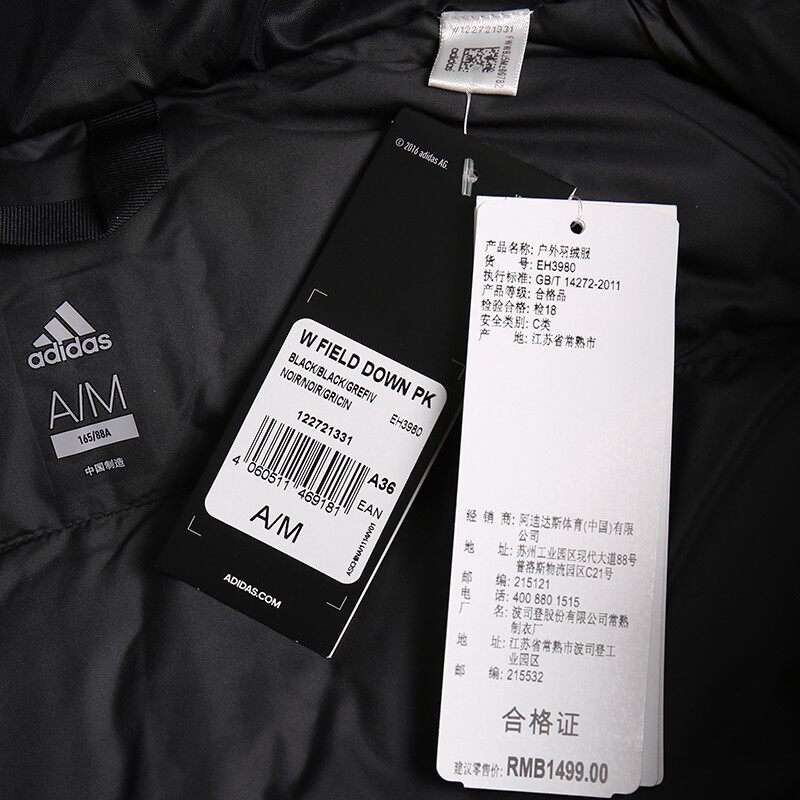 #122721331
adidas
© 2016 adidas AG.
adidas
A/M
165/88A
中国制造
W FIELD DOWN PK
BLACK/BLACK/GREFIV
NOIR/NOIR/GRICIN
EH3980
122721331
4 060511 469181
EAN
A36
A/M
ADIDAS.COM
产品名称: 户外羽绒服
货 号: EH3980
执行标准: GB/T 14272-2011
产品等级: 合格品
检验合格: 检18
安全类别: C类
产 地: 江苏省常熟市
经 销 商: 阿迪达斯体育(中国)有限
公司
地 址: 苏州工业园区现代大道88号
普洛斯物流园区C21号
邮 编: 215121
电 话: 400 880 1515
厂 名: 波司登股份有限公司常熟
制衣厂
地 址: 江苏省常熟市波司登工
业园区
邮 编: 215532
合格证
建议零售价: RMB1499.00